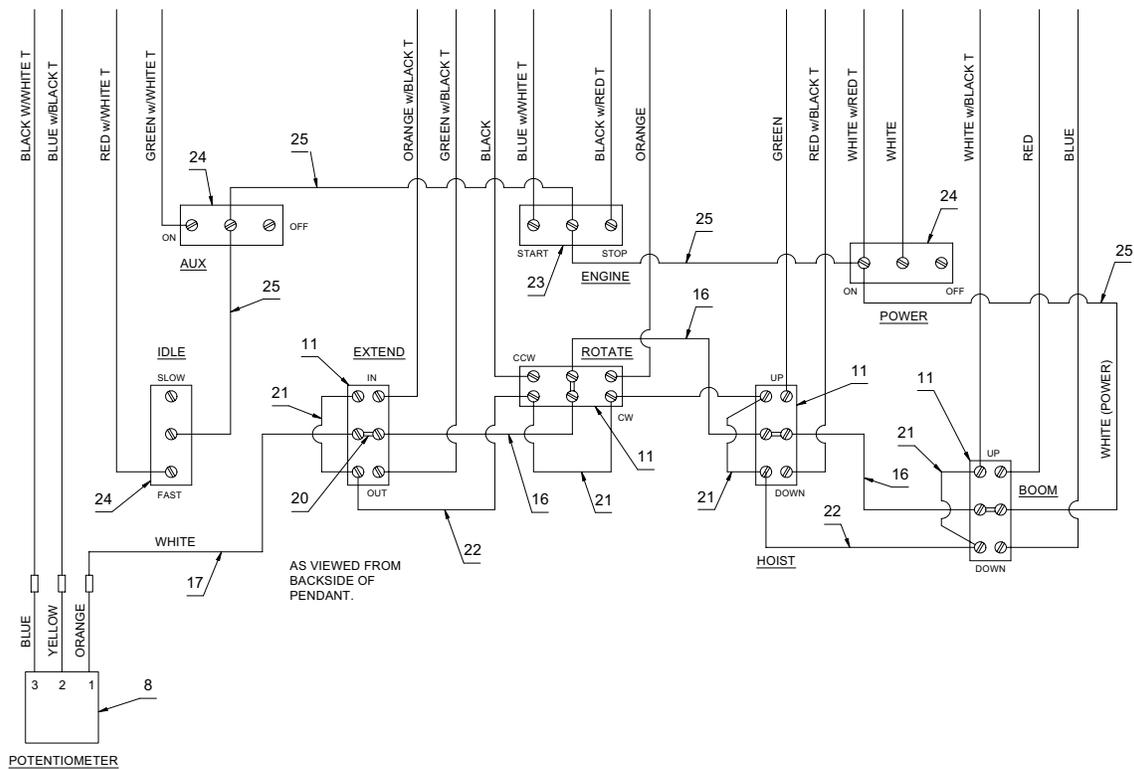 BLACK W/WHITE T
BLUE w/BLACK T
RED w/WHITE T
GREEN w/WHITE T
ORANGE w/BLACK T
GREEN w/BLACK T
BLACK
BLUE w/WHITE T
BLACK w/RED T
ORANGE
GREEN
RED w/BLACK T
WHITE w/RED T
WHITE
WHITE w/BLACK T
RED
BLUE
24
25
ON
OFF
AUX
25
START
STOP
23
ENGINE
25
24
ON
OFF
POWER
25
WHITE (POWER)
IDLE
SLOW
FAST
24
11
EXTEND
IN
21
20
OUT
22
16
CCW
ROTATE
16
CW
11
21
UP
11
21
DOWN
HOIST
22
16
11
21
UP
BOOM
DOWN
WHITE
17
AS VIEWED FROM
BACKSIDE OF
PENDANT.
BLUE
YELLOW
ORANGE
3 2 1
8
POTENTIOMETER